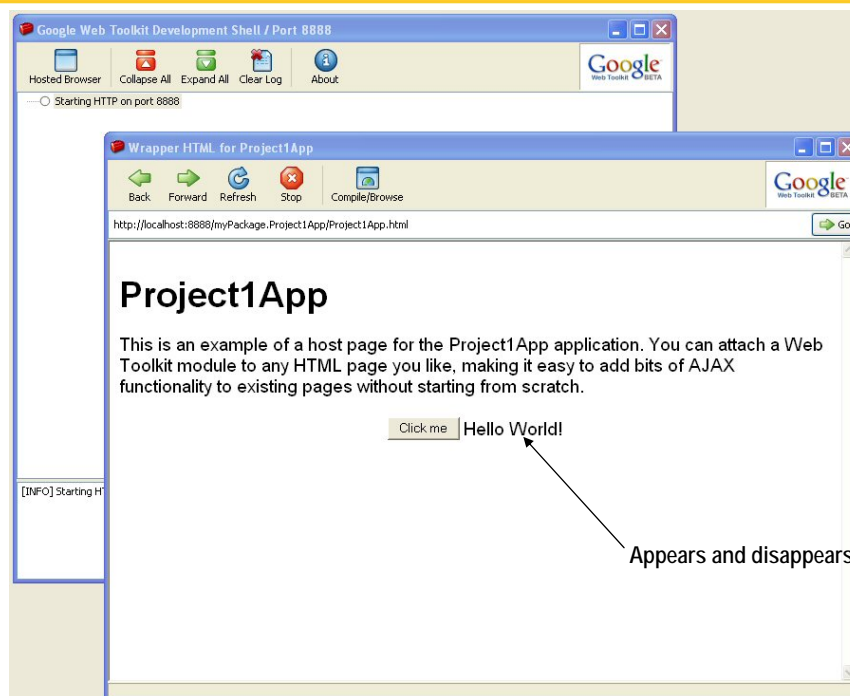 Google Web Toolkit Development Shell / Port 8888
Hosted Browser Collapse All Expand All Clear Log About
Google
Web Toolkit BETA
Starting HTTP on port 8888
Wrapper HTML for Project1App
Back Forward Refresh Stop Compile/Browse
Google
Web Toolkit BETA
http://localhost:8888/myPackage.Project1App/Project1App.html Go
Project1App
This is an example of a host page for the Project1App application. You can attach a Web
Toolkit module to any HTML page you like, making it easy to add bits of AJAX
functionality to existing pages without starting from scratch.
Click me Hello World!
[INFO] Starting H
Appears and disappears